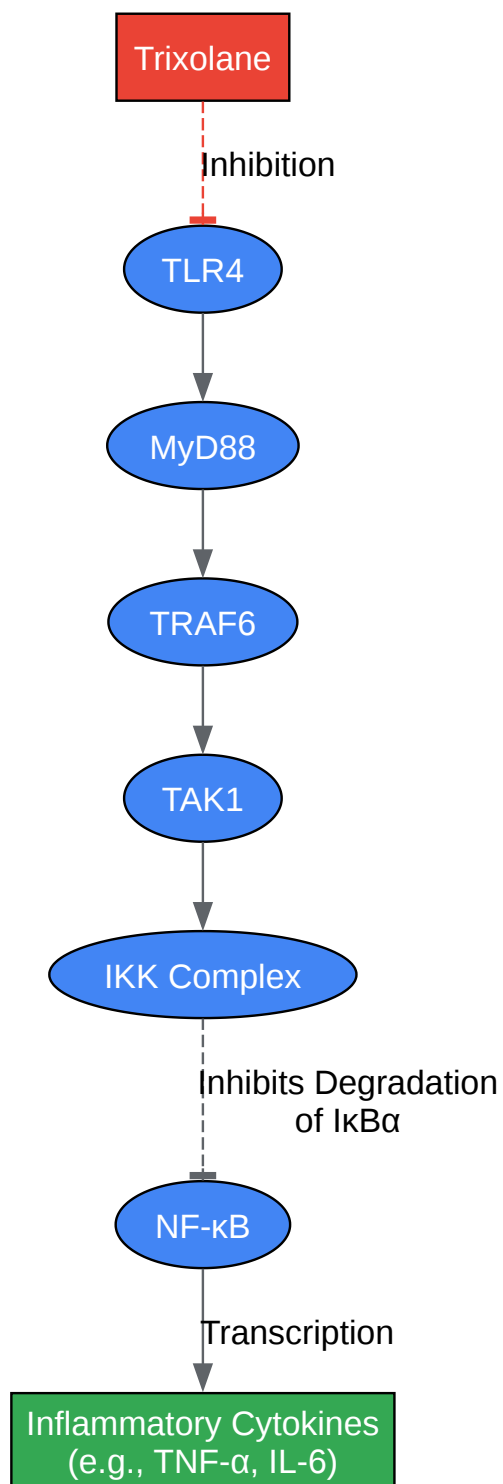 Trixolane
Inhibition
TLR4
MyD88
TRAF6
TAK1
IKK Complex
Inhibits Degradation
of IκBα
NF-κB
Transcription
Inflammatory Cytokines
(e.g., TNF-α, IL-6)